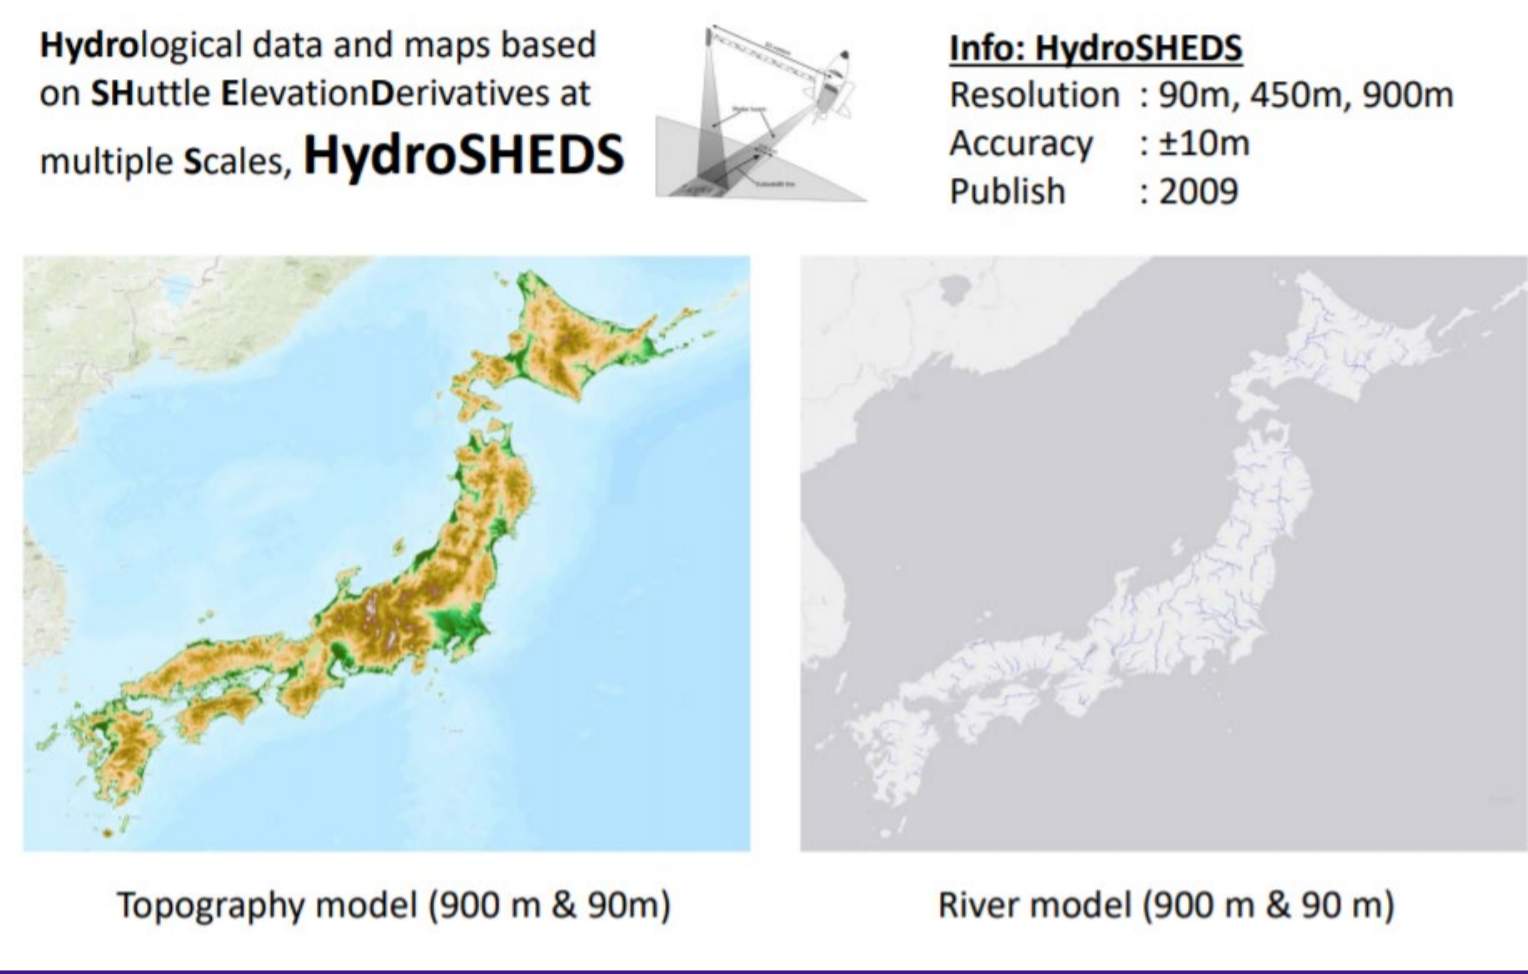 Hydrological data and maps based
on SHuttle ElevationDerivatives at
multiple Scales, HydroSHEDS
Info: HydroSHEDS
Resolution : 90m, 450m, 900m
Accuracy : ±10m
Publish : 2009
Topography model (900 m & 90m)
River model (900 m & 90 m)